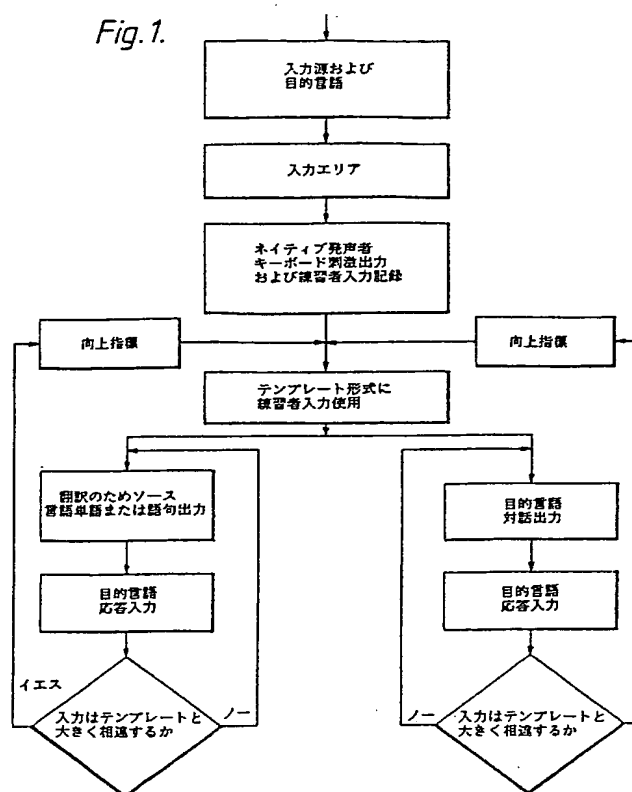 Fig.1.
入力源および
目的言語
入力エリア
ネイティブ発声者
キーボード刺激出力
および練習者入力記録
向上指標
向上指標
テンプレート形式に
練習者入力使用
翻訳のためソース
言語単語または語句出力
目的言語
対話出力
目的言語
応答入力
目的言語
応答入力
イエス
入力はテンプレートと
大きく相違するか
ノー
ノー
入力はテンプレートと
大きく相違するか